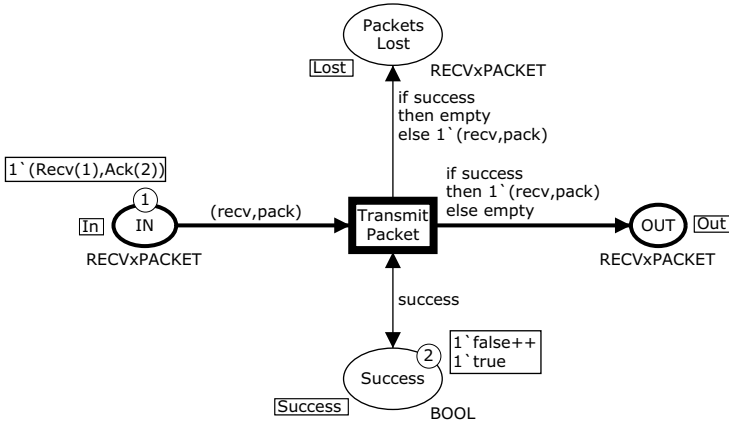 Packets
Lost
Lost
RECVxPACKET
if success
then empty
else 1`(recv,pack)
1`(Recv(1),Ack(2))
1
In
IN
RECVxPACKET
(recv,pack)
Transmit
Packet
if success
then 1`(recv,pack)
else empty
OUT
Out
RECVxPACKET
success
2
1`false++
1`true
Success
Success
BOOL